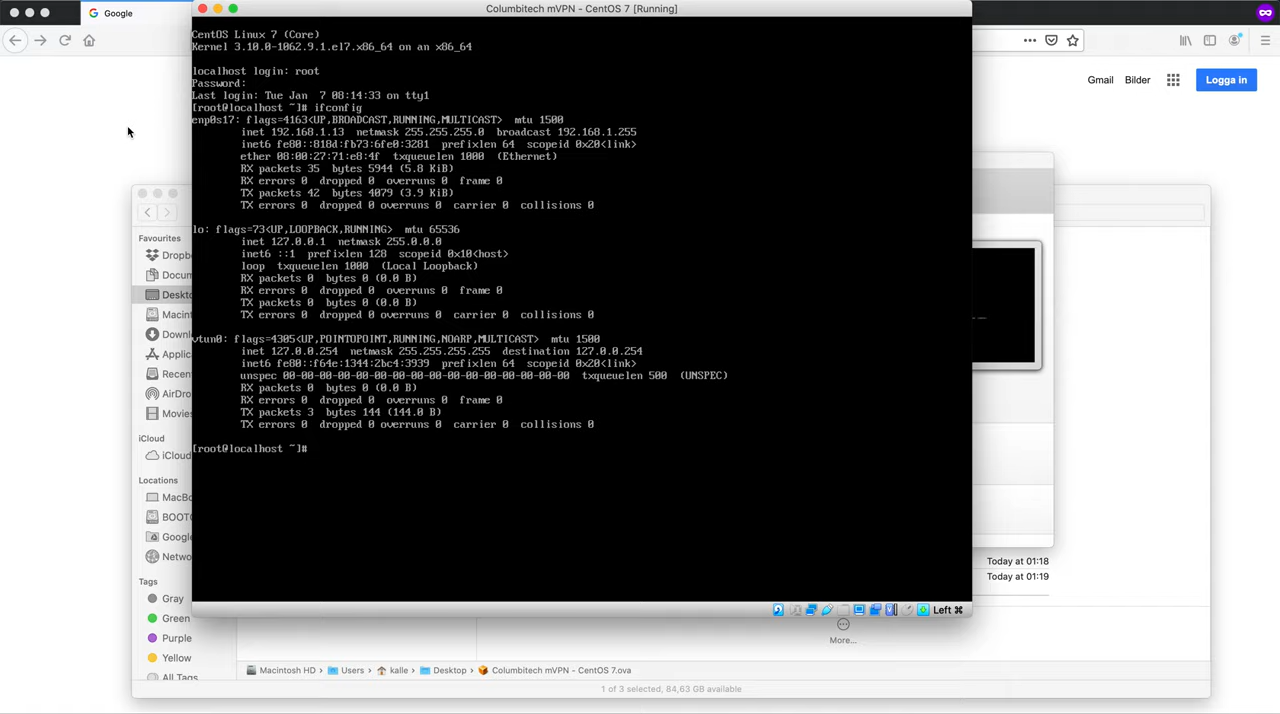 Google
Columbitech mVPN - CentOS 7 [Running]
Gmail
Bilder
Logga in
CentOS Linux 7 (Core)
Kernel 3.10.0-1062.9.1.el7.x86_64 on an x86_64
localhost login: root
Password:
Last login: Tue Jan  7 08:14:33 on tty1
[root@localhost ~]# ifconfig
enp0s17: flags=4163<UP,BROADCAST,RUNNING,MULTICAST>  mtu 1500
inet 192.168.1.13  netmask 255.255.255.0  broadcast 192.168.1.255
inet6 fe80::818d:fb73:6fe0:3281  prefixlen 64  scopeid 0x20<link>
ether 08:00:27:71:e8:4f  txqueuelen 1000  (Ethernet)
RX packets 35  bytes 5944 (5.8 KiB)
RX errors 0  dropped 0  overruns 0  frame 0
TX packets 42  bytes 4079 (3.9 KiB)
TX errors 0  dropped 0 overruns 0  carrier 0  collisions 0
lo: flags=73<UP,LOOPBACK,RUNNING>  mtu 65536
inet 127.0.0.1  netmask 255.0.0.0
inet6 ::1  prefixlen 128  scopeid 0x10<host>
loop  txqueuelen 1000  (Local Loopback)
RX packets 0  bytes 0 (0.0 B)
RX errors 0  dropped 0  overruns 0  frame 0
TX packets 0  bytes 0 (0.0 B)
TX errors 0  dropped 0 overruns 0  carrier 0  collisions 0
vtun0: flags=4305<UP,POINTOPOINT,RUNNING,NOARP,MULTICAST>  mtu 1500
inet 127.0.0.254  netmask 255.255.255.255  destination 127.0.0.254
inet6 fe80::f64e:1344:2bc4:3939  prefixlen 64  scopeid 0x20<link>
unspec 00-00-00-00-00-00-00-00-00-00-00-00-00-00-00-00  txqueuelen 500  (UNSPEC)
RX packets 0  bytes 0 (0.0 B)
RX errors 0  dropped 0  overruns 0  frame 0
TX packets 3  bytes 144 (144.0 B)
TX errors 0  dropped 0 overruns 0  carrier 0  collisions 0
[root@localhost ~]#
Left ⌘
Favourites
Dropb
Docum
Deskt
Macint
Downl
Applic
Recen
AirDro
Movies
iCloud
iCloud
Locations
MacBo
BOOTC
Google
Netwo
Tags
Gray
Green
Purple
Yellow
All Tags
Today at 01:18
Today at 01:19
More...
Macintosh HD › Users › kalle › Desktop › Columbitech mVPN - CentOS 7.ova
1 of 3 selected, 84,63 GB available